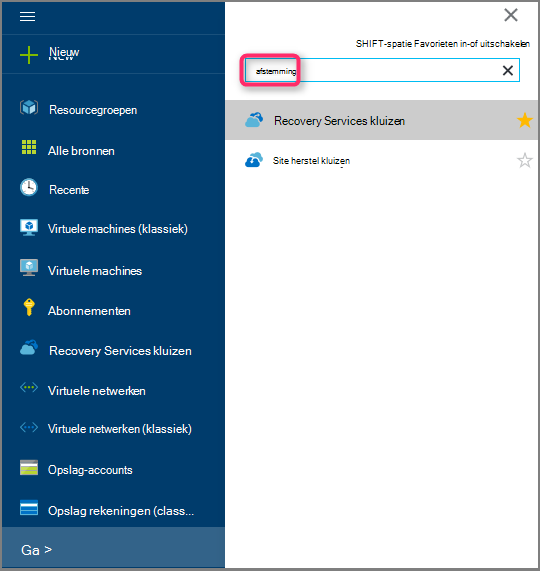 Nieuw
Resourcegroepen
Alle bronnen
Recente
Virtuele machines (klassiek)
Virtuele machines
Abonnementen
Recovery Services kluizen
Virtuele netwerken
Virtuele netwerken (klassiek)
Opslag-accounts
Opslag rekeningen (class...
Ga >
SHIFT-spatie Favorieten in-of uitschakelen
afstemming
Recovery Services kluizen
Site herstel kluizen